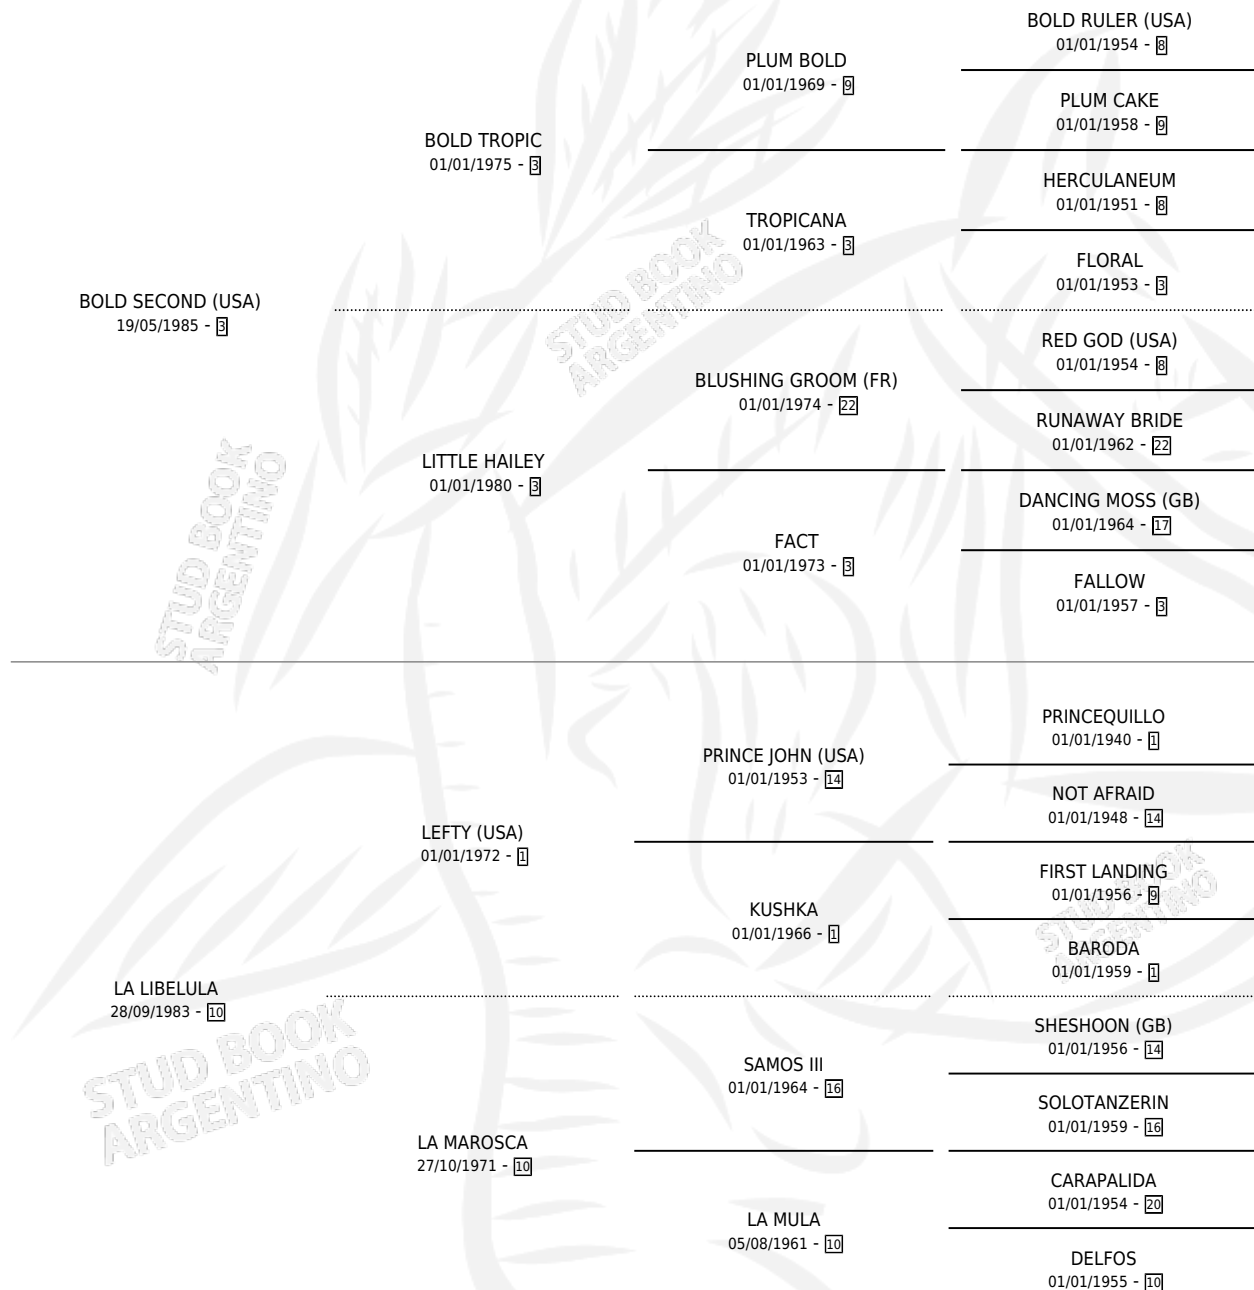 BOLD RULER (USA)
01/01/1954 - 8
PLUM BOLD
01/01/1969 - 9
PLUM CAKE
01/01/1958 - 9
BOLD TROPIC
01/01/1975 - 3
HERCULANEUM
01/01/1951 - 8
TROPICANA
01/01/1963 - 3
FLORAL
01/01/1953 - 3
BOLD SECOND (USA)
19/05/1985 - 3
RED GOD (USA)
01/01/1954 - 8
BLUSHING GROOM (FR)
01/01/1974 - 22
RUNAWAY BRIDE
01/01/1962 - 22
LITTLE HAILEY
01/01/1980 - 3
DANCING MOSS (GB)
01/01/1964 - 17
FACT
01/01/1973 - 3
FALLOW
01/01/1957 - 3
PRINCEQUILLO
01/01/1940 - 1
PRINCE JOHN (USA)
01/01/1953 - 14
NOT AFRAID
01/01/1948 - 14
LEFTY (USA)
01/01/1972 - 1
FIRST LANDING
01/01/1956 - 9
KUSHKA
01/01/1966 - 1
BARODA
01/01/1959 - 1
LA LIBELULA
28/09/1983 - 10
SHESHOON (GB)
01/01/1956 - 14
SAMOS III
01/01/1964 - 16
SOLOTANZERIN
01/01/1959 - 16
LA MAROSCA
27/10/1971 - 10
CARAPALIDA
01/01/1954 - 20
LA MULA
05/08/1961 - 10
DELFOS
01/01/1955 - 10
STUD BOOK
ARGENTINO
STUD BOOK
ARGENTINO
STUD BOOK
ARGENTINO
STUD BOOK
ARGENTINO